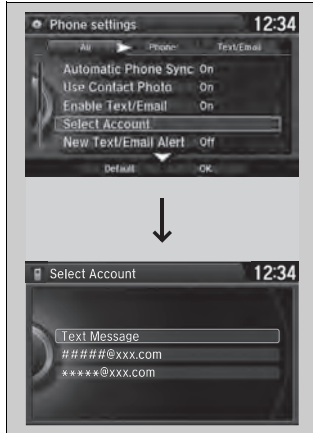 Phone settings 12:34
All Phone Text/Email
Automatic Phone Sync On
Use Contact Photo On
Enable Text/Email On
Select Account
New Text/Email Alert Off
Default OK
Select Account 12:34
Text Message
#####@xxx.com
*****@xxx.com